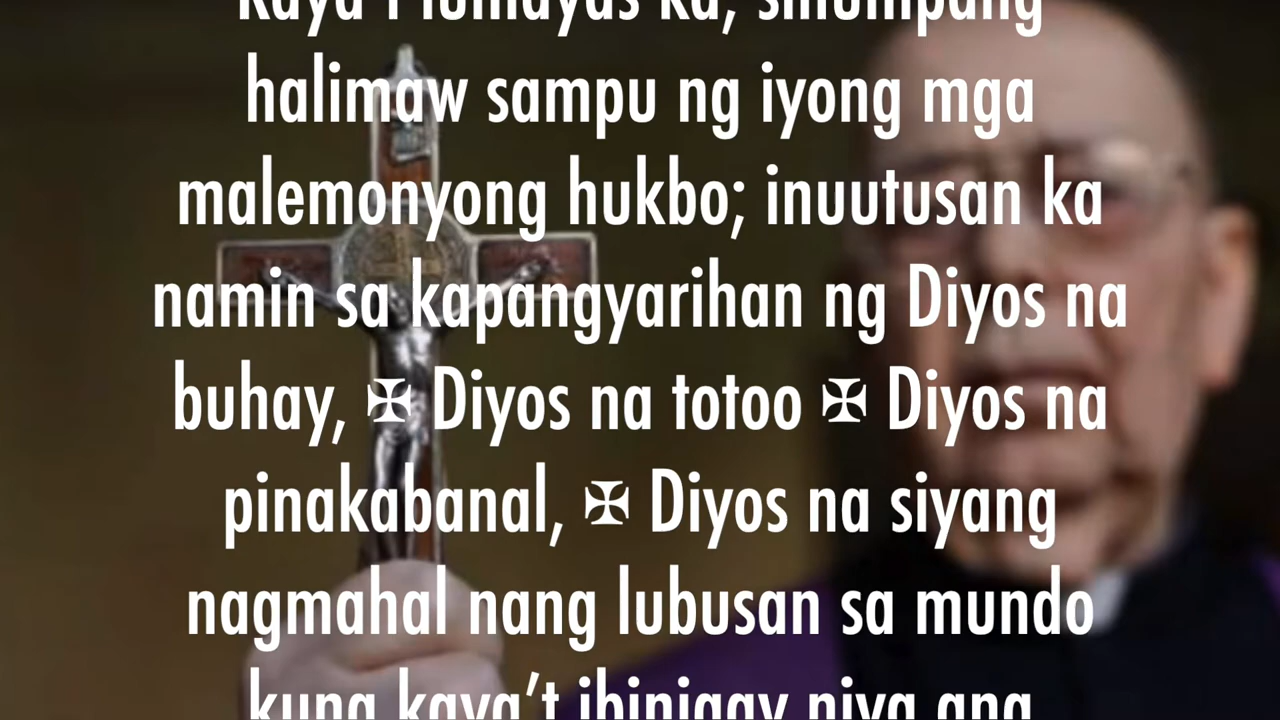 Kaya't lumayas ka, sinumpang
halimaw sampu ng iyong mga
malemonyong hukbo; inuutusan ka
namin sa kapangyarihan ng Diyos na
buhay, ✠ Diyos na totoo ✠ Diyos na
pinakabanal, ✠ Diyos na siyang
nagmahal nang lubusan sa mundo
kung kaya’t ibinigay niya ang